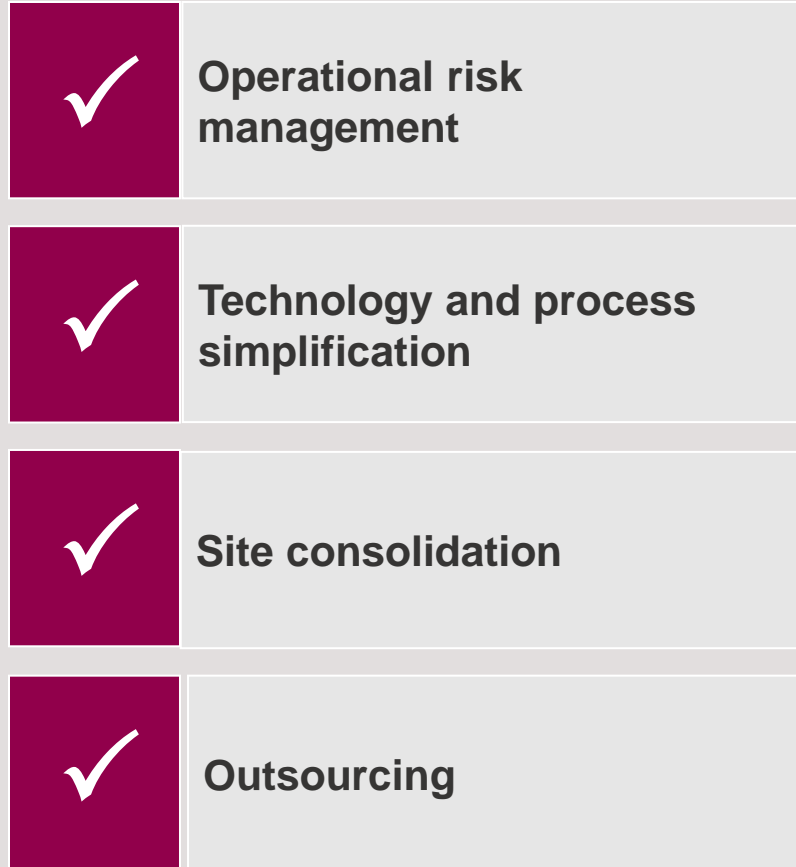 Operational risk
management
Technology and process
simplification
Site consolidation
Outsourcing